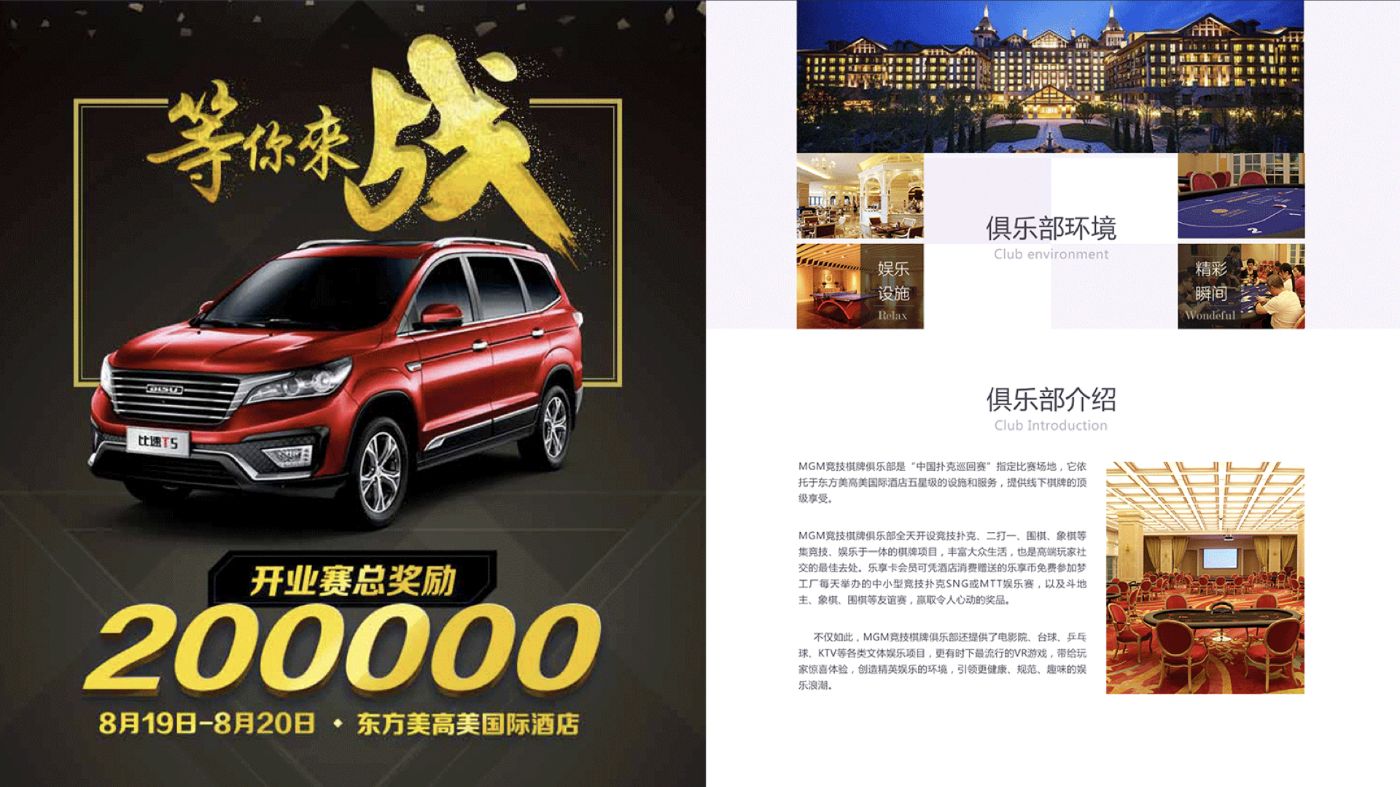 等你來战
BISU
比速T5
开业赛总奖励
200000
8月19日-8月20日 · 东方美高美国际酒店
俱乐部环境
Club environment
娱乐
设施
Relax
精彩
瞬间
Wondeful
俱乐部介绍
Club Introduction
MGM竞技棋牌俱乐部是“中国扑克巡回赛”指定比赛场地，它依
托于东方美高美国际酒店五星级的设施和服务，提供线下棋牌的顶
级享受。
MGM竞技棋牌俱乐部全天开设竞技扑克、二打一、围棋、象棋等
集竞技、娱乐于一体的棋牌项目，丰富大众生活，也是高端玩家社
交的最佳去处。乐享卡会员可凭酒店消费赠送的乐享币免费参加梦
工厂每天举办的中小型竞技扑克SNG或MTT娱乐赛，以及斗地
主、象棋、围棋等友谊赛，赢取令人心动的奖品。
不仅如此，MGM竞技棋牌俱乐部还提供了电影院、台球、乒乓
球、KTV等各类文体娱乐项目，更有时下最流行的VR游戏，带给玩
家惊喜体验，创造精英娱乐的环境，引领更健康、规范、趣味的娱
乐浪潮。